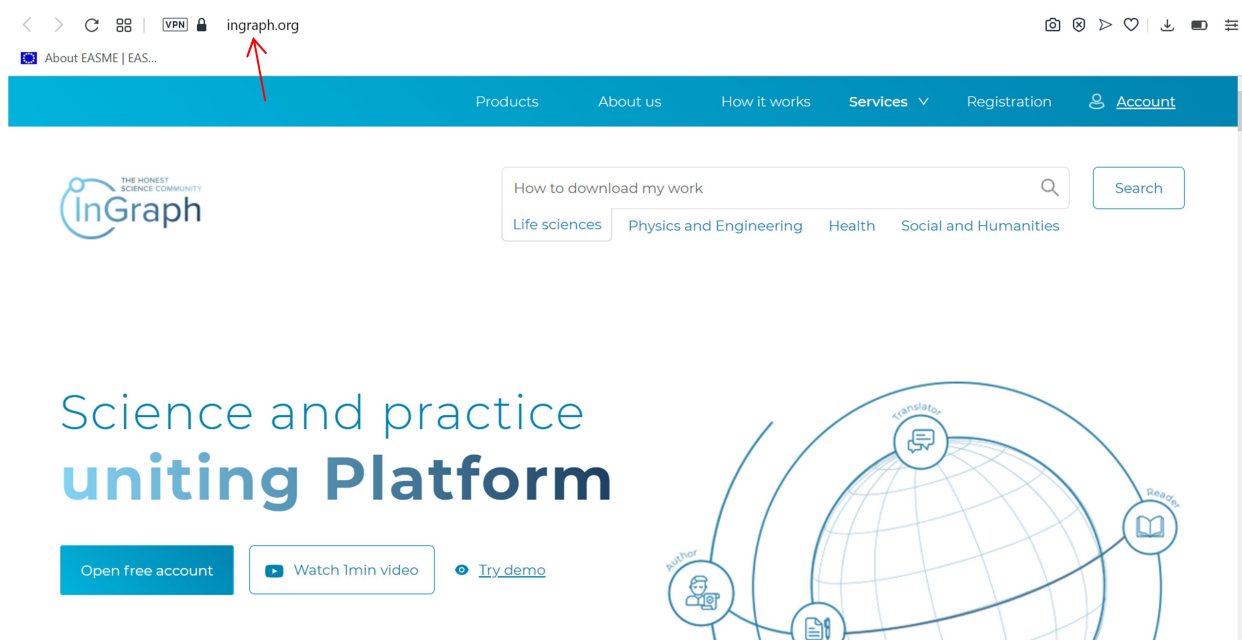 VPN ingraph.org
About EASME | EAS...
Products About us How it works Services Registration Account
THE HONEST
SCIENCE COMMUNITY
InGraph
How to download my work
Search
Life sciences Physics and Engineering Health Social and Humanities
Science and practice
uniting Platform
Open free account Watch 1min video Try demo
Translator
Reader
Author